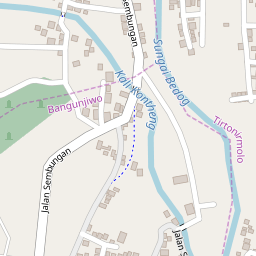 Sembungan
Sungai Bedog
Kali Kontheng
Bangunjiwo
Tirtonirmolo
Jalan Sembungan
Jalan